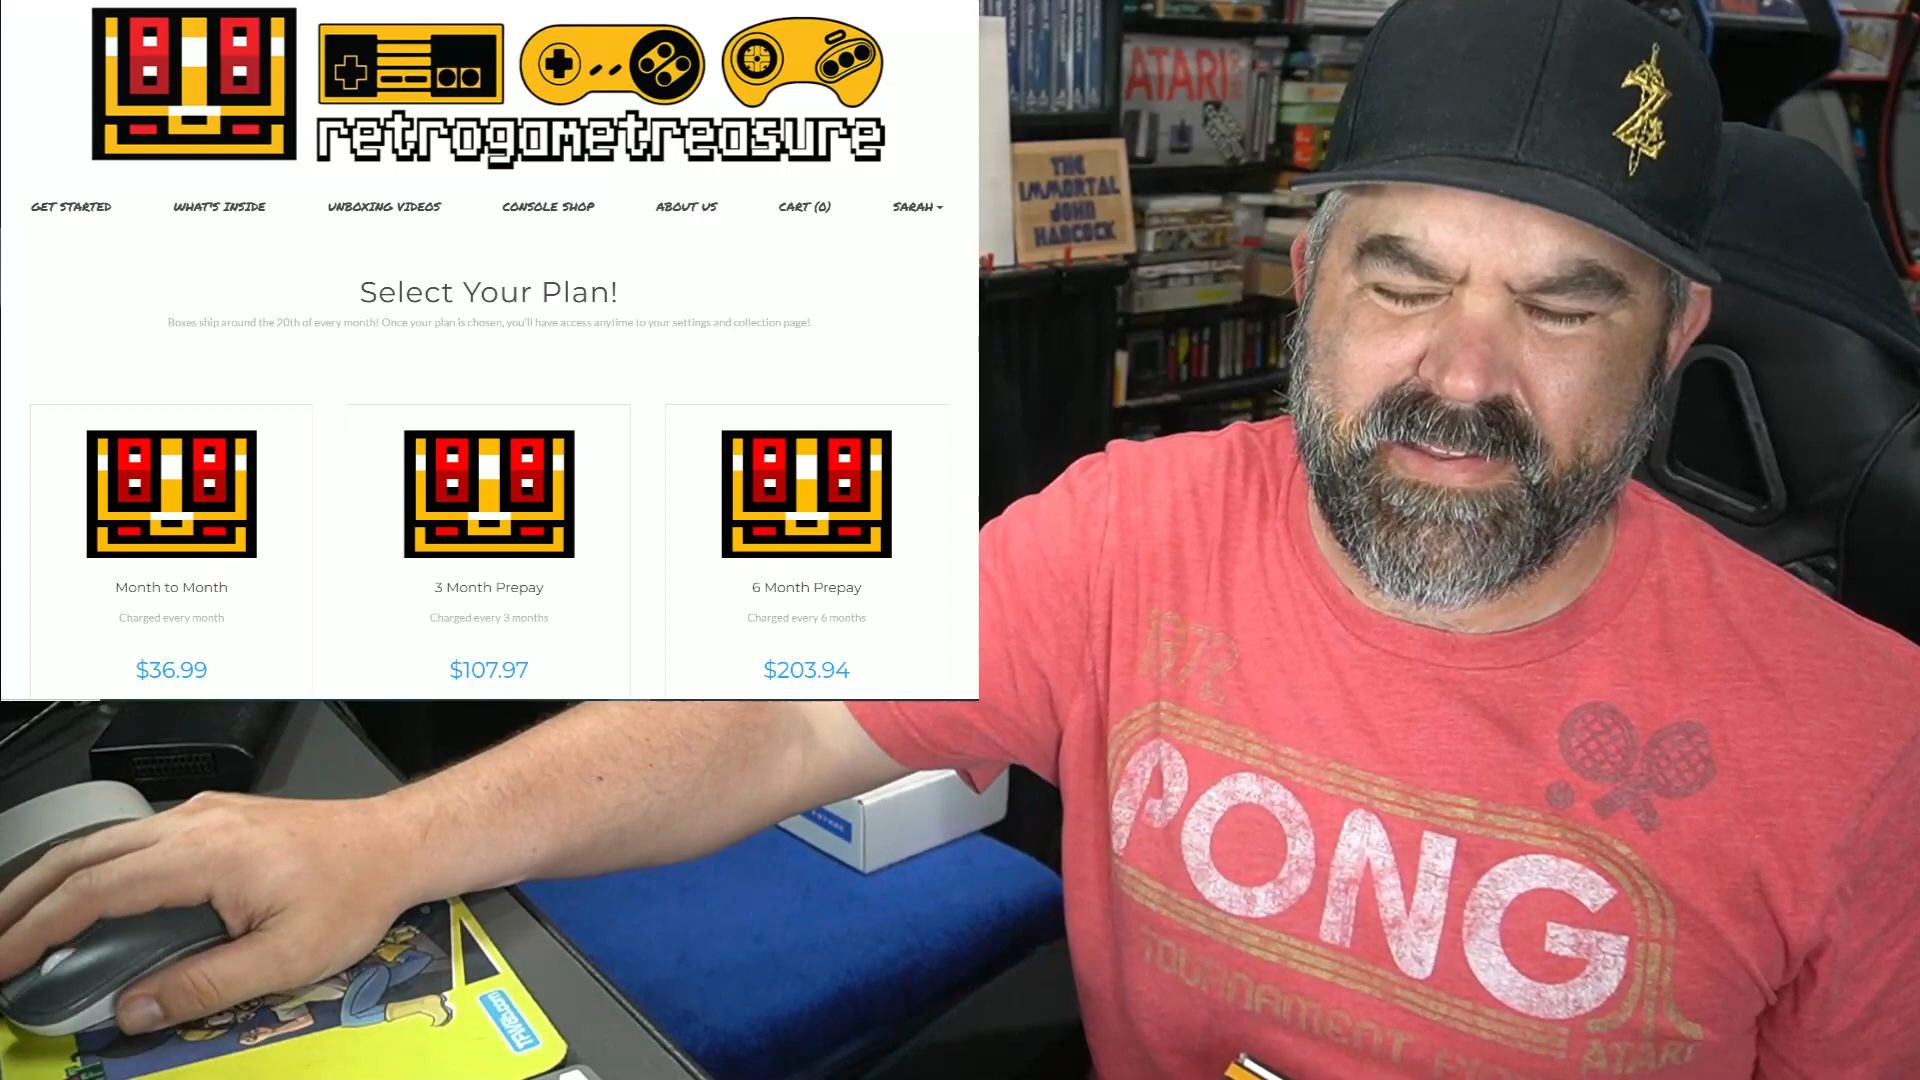 retrogametreasure
GET STARTED
WHAT'S INSIDE
UNBOXING VIDEOS
CONSOLE SHOP
ABOUT US
CART (0)
SARAH
Select Your Plan!
Boxes ship around the 20th of every month! Once your plan is chosen, you'll have access anytime to your settings and collection page!
Month to Month
Charged every month
$36.99
3 Month Prepay
Charged every 3 months
$107.97
6 Month Prepay
Charged every 6 months
$203.94
ATARI
THE
IMMORTAL
JOHN
HANCOCK
2
1972
PONG
TOURNAMENT
ATARI